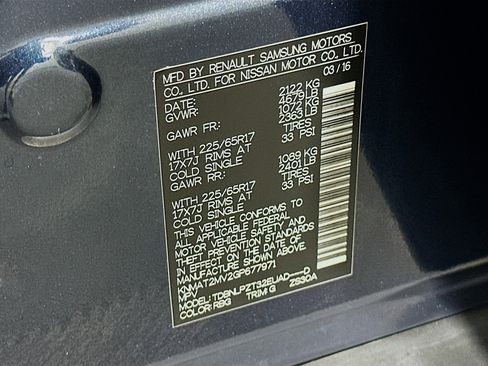 MFD BY RENAULT SAMSUNG MOTORS
CO. LTD. FOR NISSAN MOTOR CO. LTD.
DATE: 03/16
GVWR: 2122 KG
4679 LB
GAWR FR: 1072 KG
2363 LB
WITH 225/65R17 TIRES
17X7J RIMS AT 33 PSI
COLD SINGLE
GAWR RR: 1089 KG
2401 LB
WITH 225/65R17 TIRES
17X7J RIMS AT 33 PSI
COLD SINGLE
THIS VEHICLE CONFORMS TO
ALL APPLICABLE FEDERAL
MOTOR VEHICLE SAFETY AND
THEFT PREVENTION STANDARDS
IN EFFECT ON THE DATE OF
MANUFACTURE SHOWN ABOVE.
KNMAT2MV2GP677971
MPV
MODEL: TDBNLPZT32EUAD----D
COLOR: RBG TRIM: G ZS30A